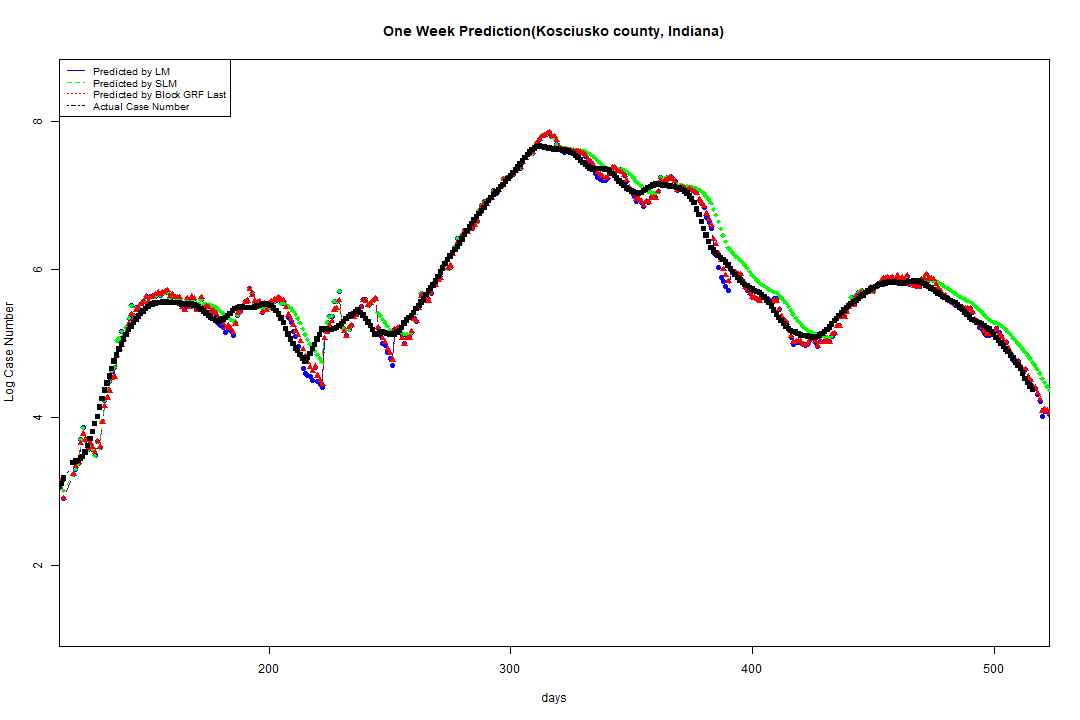 One Week Prediction(Kosciusko county, Indiana)
Predicted by LM
Predicted by SLM
Predicted by Block GRF Last
Actual Case Number
8
6
4
2
Log Case Number
200
300
400
500
days